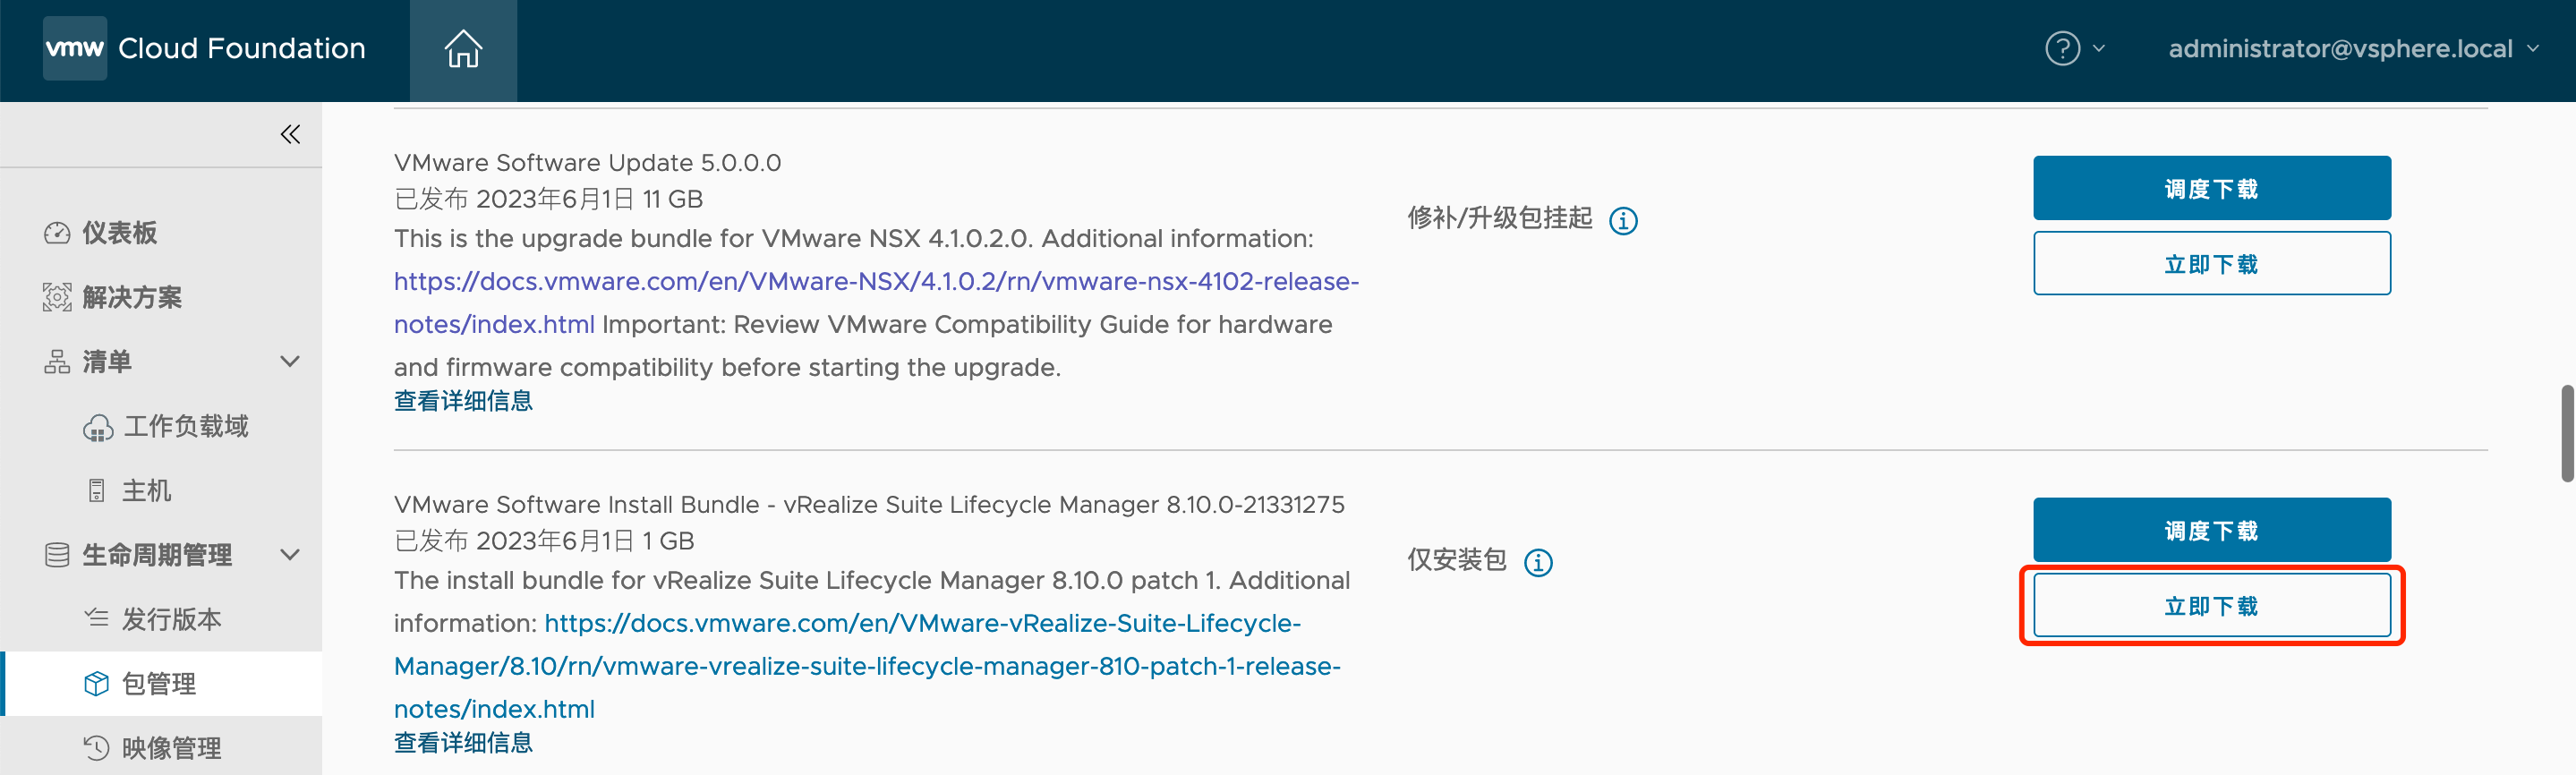 vmw Cloud Foundation
administrator@vsphere.local
仪表板
解决方案
清单
工作负载域
主机
生命周期管理
发行版本
包管理
映像管理
VMware Software Update 5.0.0.0
已发布 2023年6月1日 11 GB
This is the upgrade bundle for VMware NSX 4.1.0.2.0. Additional information:
https://docs.vmware.com/en/VMware-NSX/4.1.0.2/rn/vmware-nsx-4102-release-
notes/index.html Important: Review VMware Compatibility Guide for hardware
and firmware compatibility before starting the upgrade.
查看详细信息
修补/升级包挂起
调度下载
立即下载
VMware Software Install Bundle - vRealize Suite Lifecycle Manager 8.10.0-21331275
已发布 2023年6月1日 1 GB
The install bundle for vRealize Suite Lifecycle Manager 8.10.0 patch 1. Additional
information: https://docs.vmware.com/en/VMware-vRealize-Suite-Lifecycle-
Manager/8.10/rn/vmware-vrealize-suite-lifecycle-manager-810-patch-1-release-
notes/index.html
查看详细信息
仅安装包
调度下载
立即下载